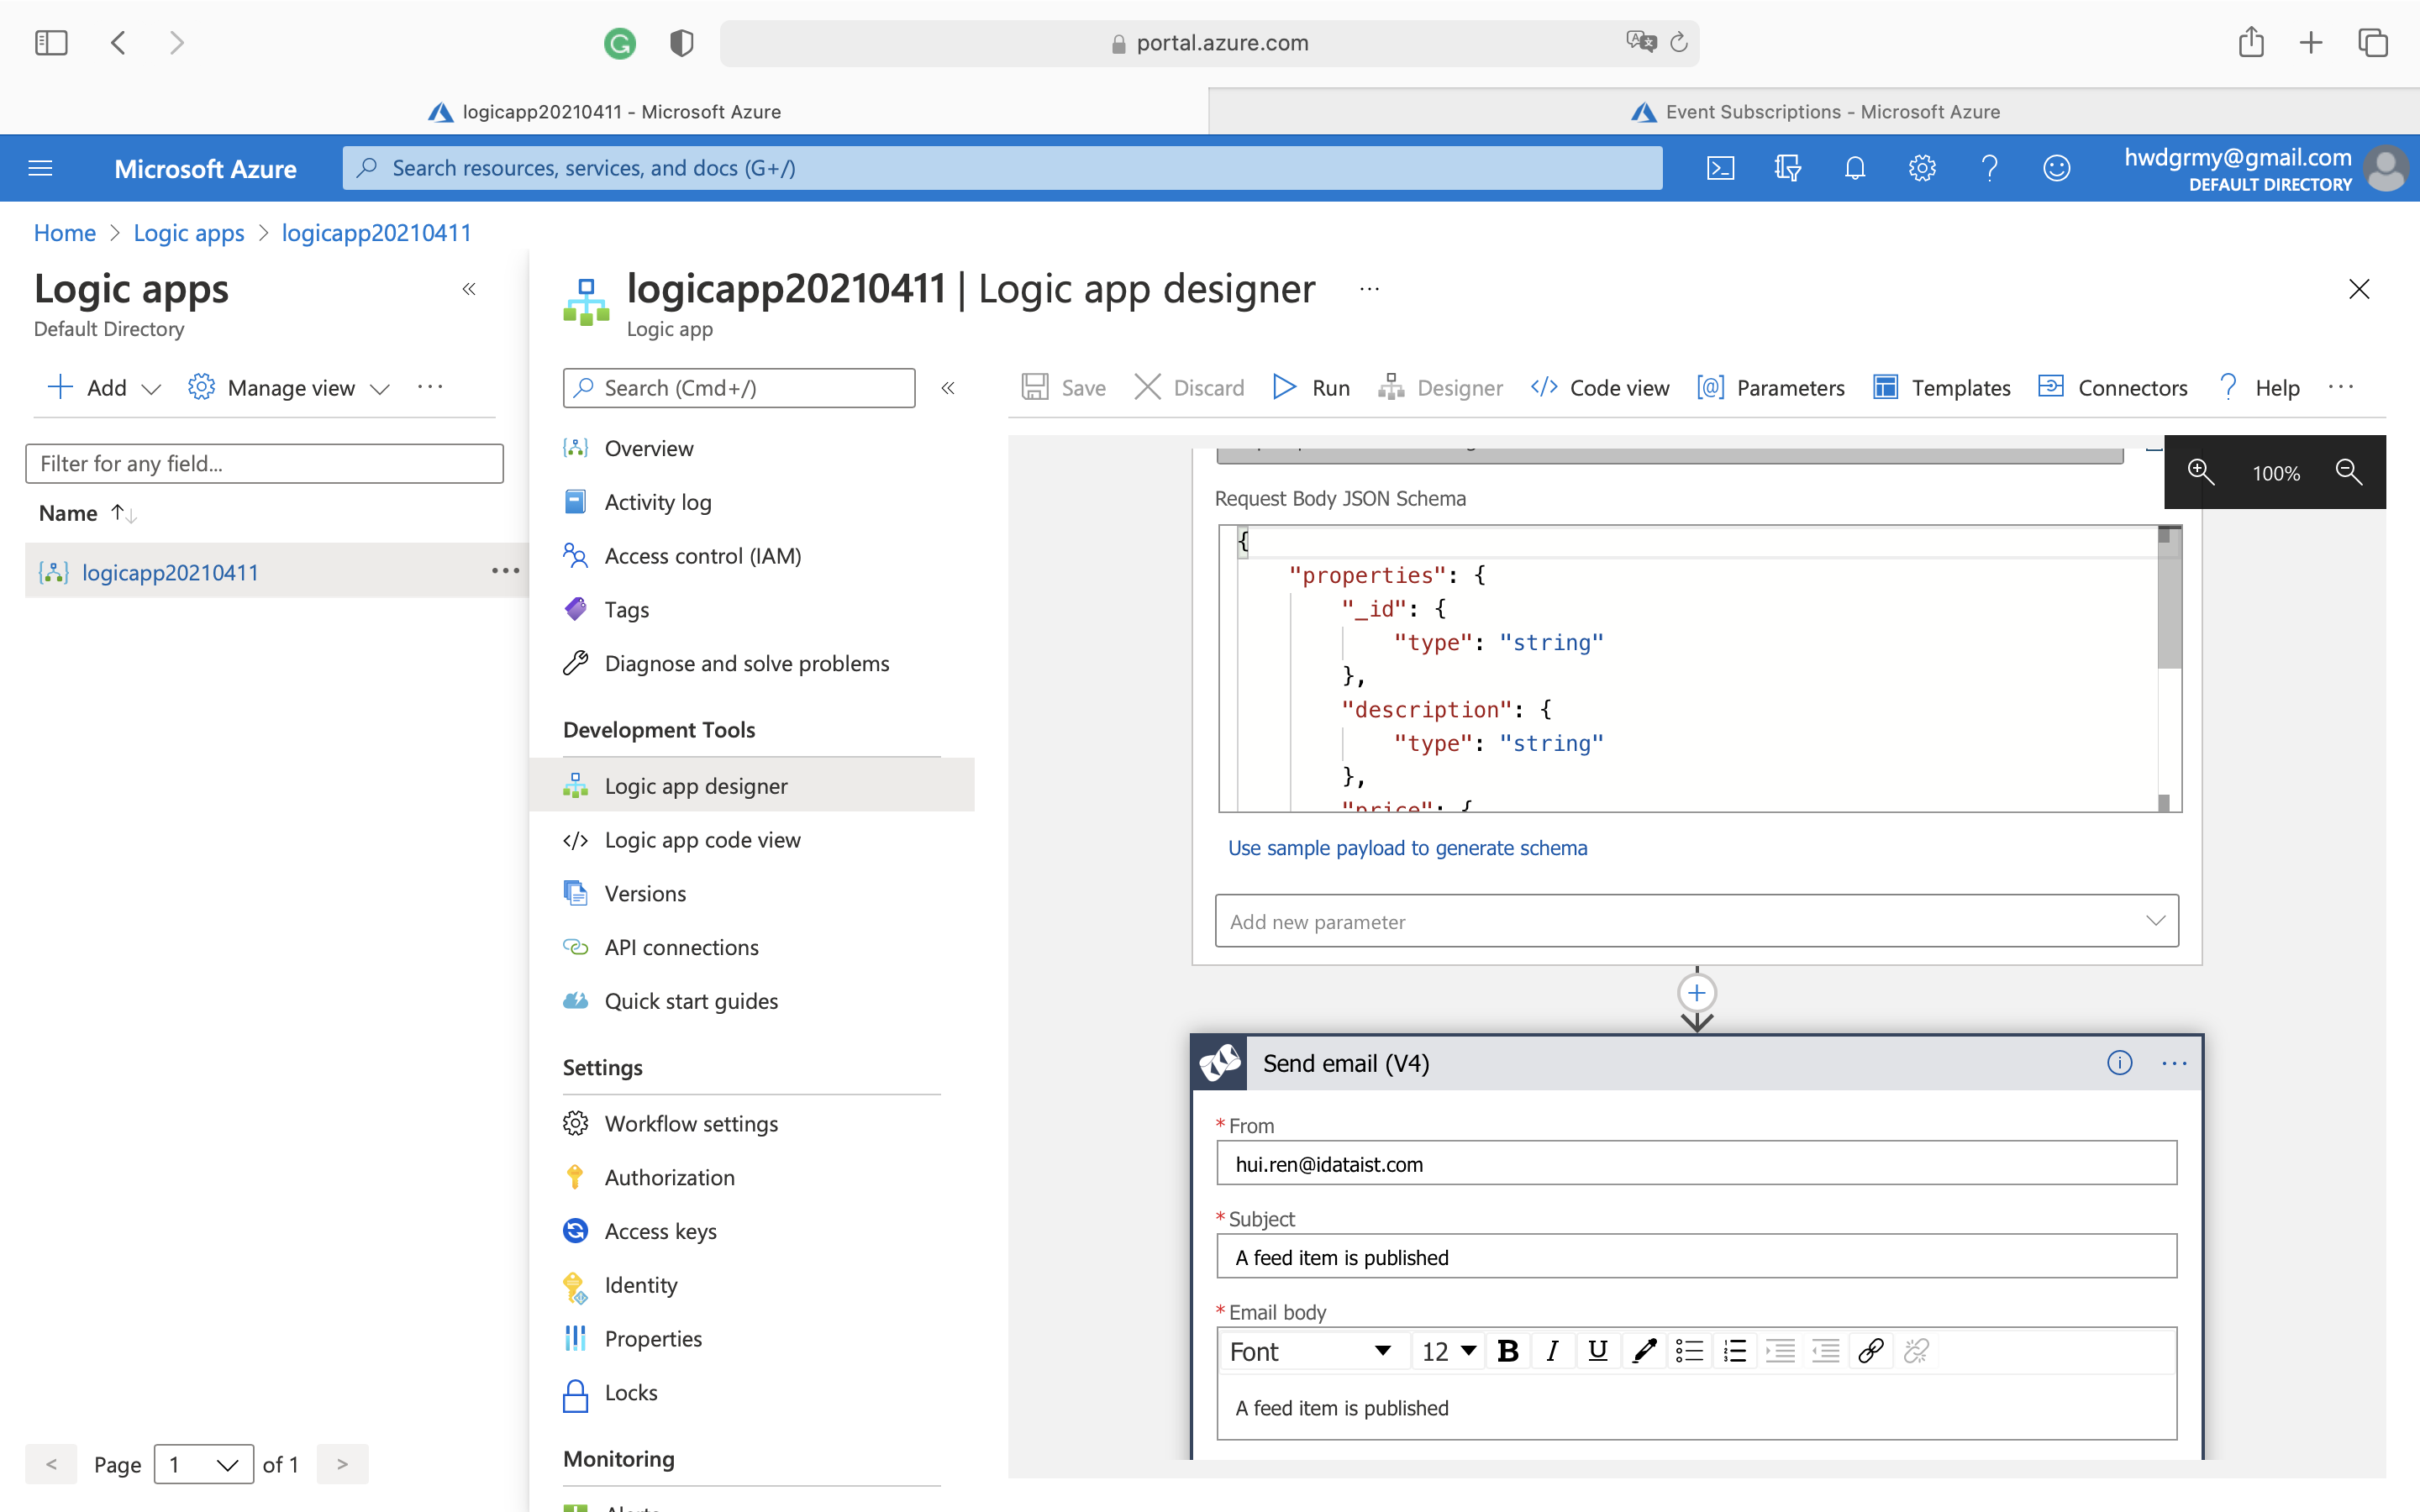 portal.azure.com
logicapp20210411 - Microsoft Azure
Event Subscriptions - Microsoft Azure
Microsoft Azure
Search resources, services, and docs (G+/)
hwdgrmy@gmail.com
DEFAULT DIRECTORY
Home > Logic apps > logicapp20210411
Logic apps
Default Directory
Add
Manage view
Filter for any field...
Name
logicapp20210411
< Page 1 of 1 >
logicapp20210411 | Logic app designer
Logic app
Search (Cmd+/)
Overview
Activity log
Access control (IAM)
Tags
Diagnose and solve problems
Development Tools
Logic app designer
Logic app code view
Versions
API connections
Quick start guides
Settings
Workflow settings
Authorization
Access keys
Identity
Properties
Locks
Monitoring
Save Discard Run Designer Code view Parameters Templates Connectors Help
100%
Request Body JSON Schema
{
"properties": {
"_id": {
"type": "string"
},
"description": {
"type": "string"
},
"price": {
Use sample payload to generate schema
Add new parameter
Send email (V4)
* From
hui.ren@idataist.com
* Subject
A feed item is published
* Email body
Font 12 B I U
A feed item is published